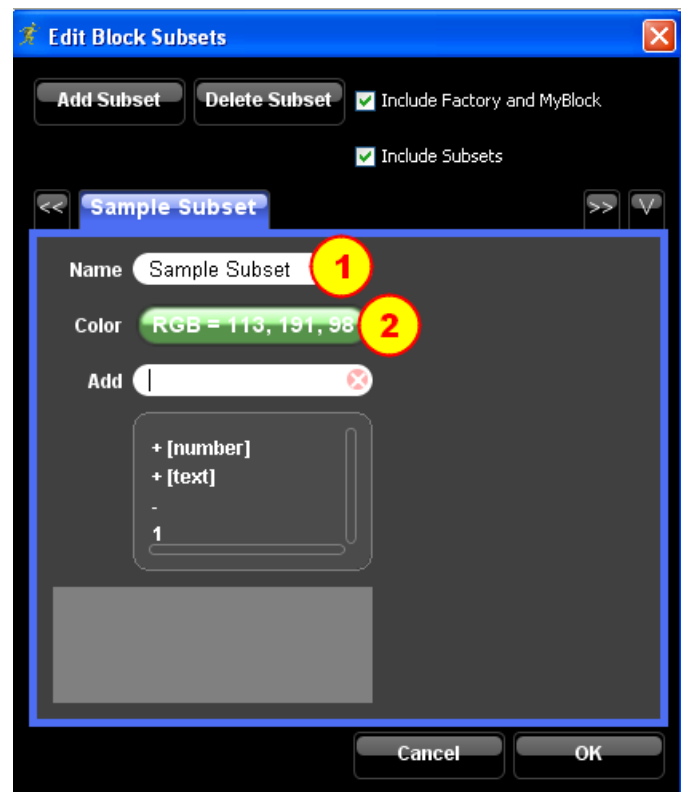 Edit Block Subsets
Add Subset Delete Subset Include Factory and MyBlock
Include Subsets
<< Sample Subset >> V
Name Sample Subset 1
Color RGB = 113, 191, 98 2
Add
+ [number]
+ [text]
-
1
Cancel OK